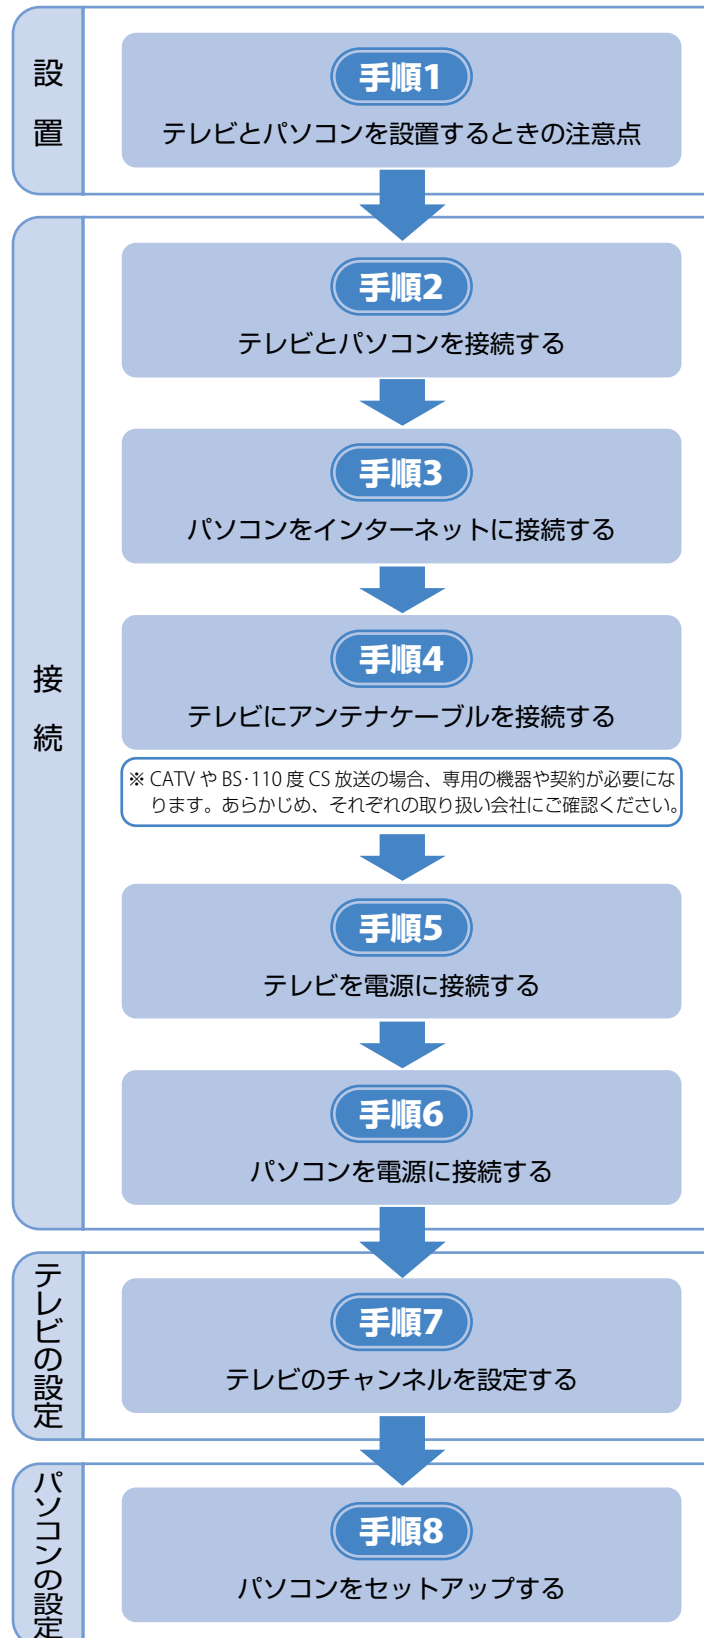 設置
手順1
テレビとパソコンを設置するときの注意点
接続
手順2
テレビとパソコンを接続する
手順3
パソコンをインターネットに接続する
手順4
テレビにアンテナケーブルを接続する
※ CATV や BS･110 度 CS 放送の場合、専用の機器や契約が必要にな
ります。あらかじめ、それぞれの取り扱い会社にご確認ください。
手順5
テレビを電源に接続する
手順6
パソコンを電源に接続する
テレビの設定
手順7
テレビのチャンネルを設定する
パソコンの設定
手順8
パソコンをセットアップする